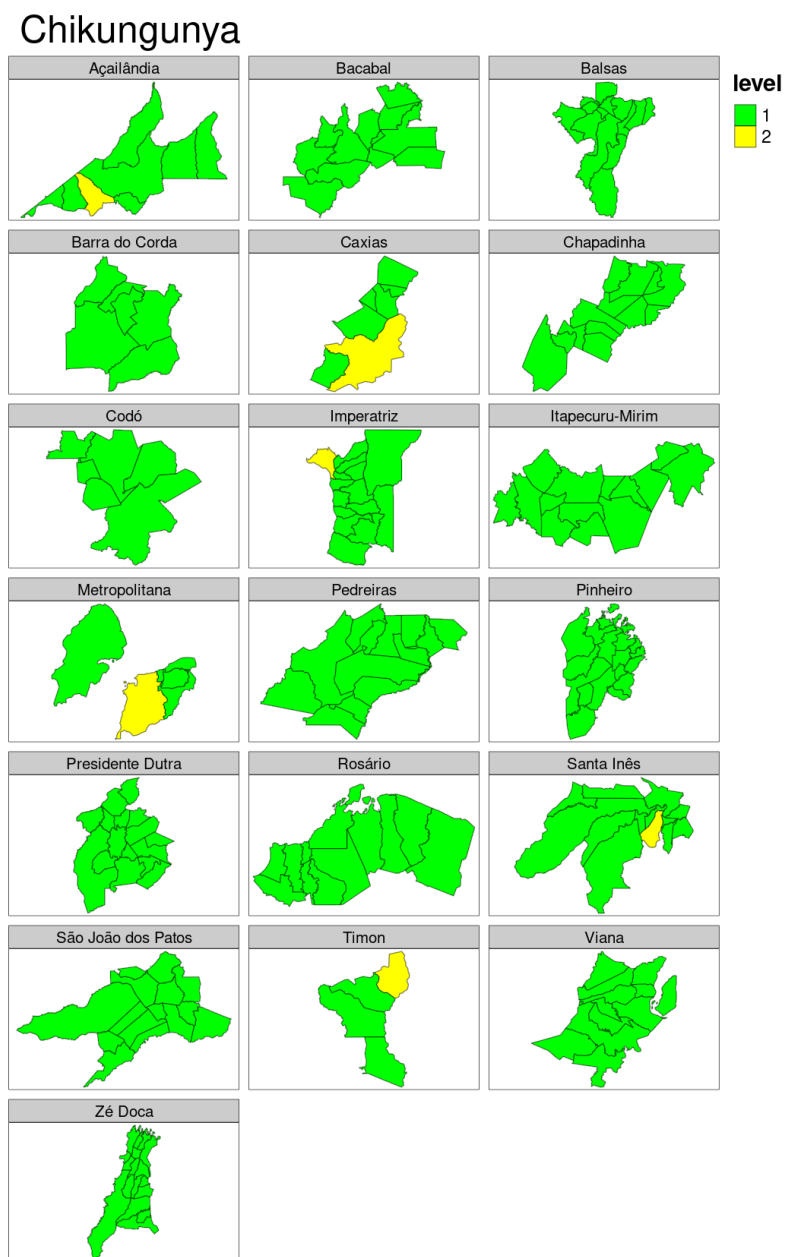 Chikungunya
Açailândia
Bacabal
Balsas
level
1
2
Barra do Corda
Caxias
Chapadinha
Codó
Imperatriz
Itapecuru-Mirim
Metropolitana
Pedreiras
Pinheiro
Presidente Dutra
Rosário
Santa Inês
São João dos Patos
Timon
Viana
Zé Doca